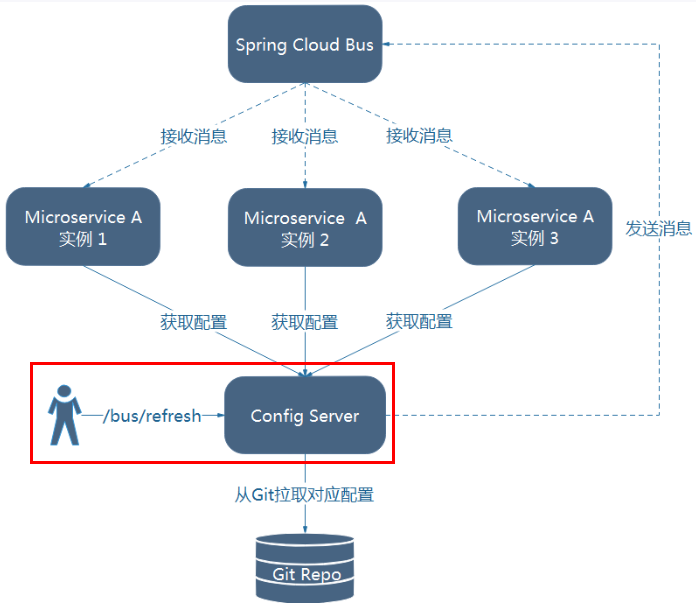 Spring Cloud Bus
接收消息
接收消息
接收消息
Microservice A
实例 1
Microservice A
实例 2
Microservice A
实例 3
发送消息
获取配置
获取配置
获取配置
/bus/refresh
Config Server
从Git拉取对应配置
Git Repo